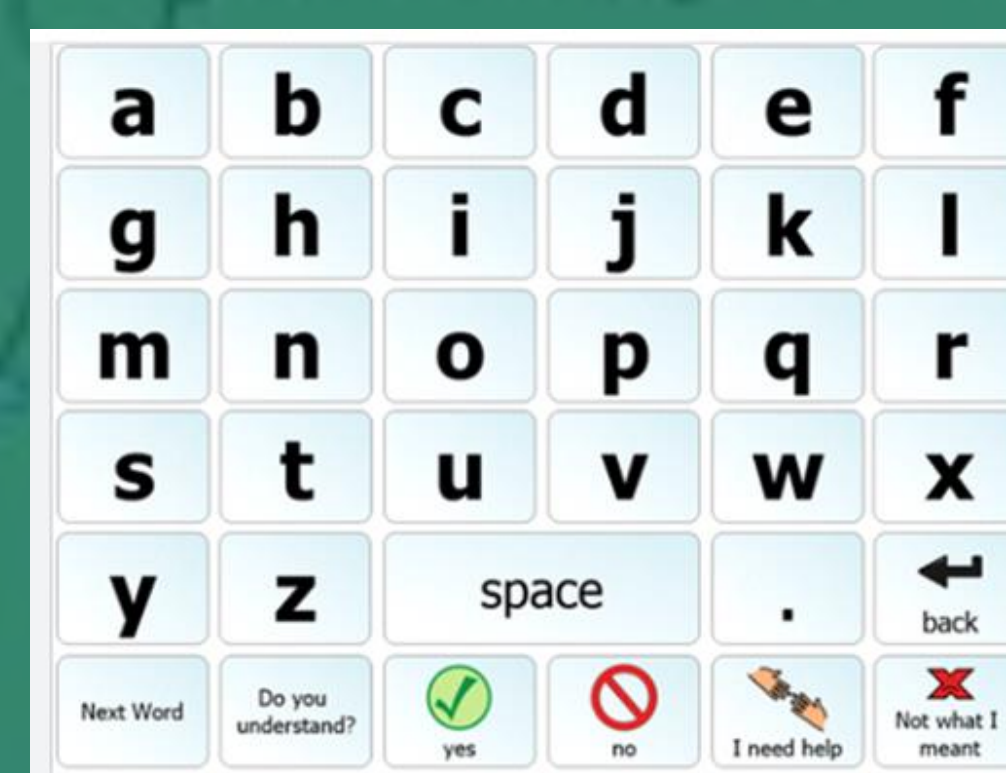 a b c d e f
g h i j k l
m n o p q r
s t u v w x
y z space . back
Next Word
Do you
understand?
yes
no
I need help
Not what I
meant